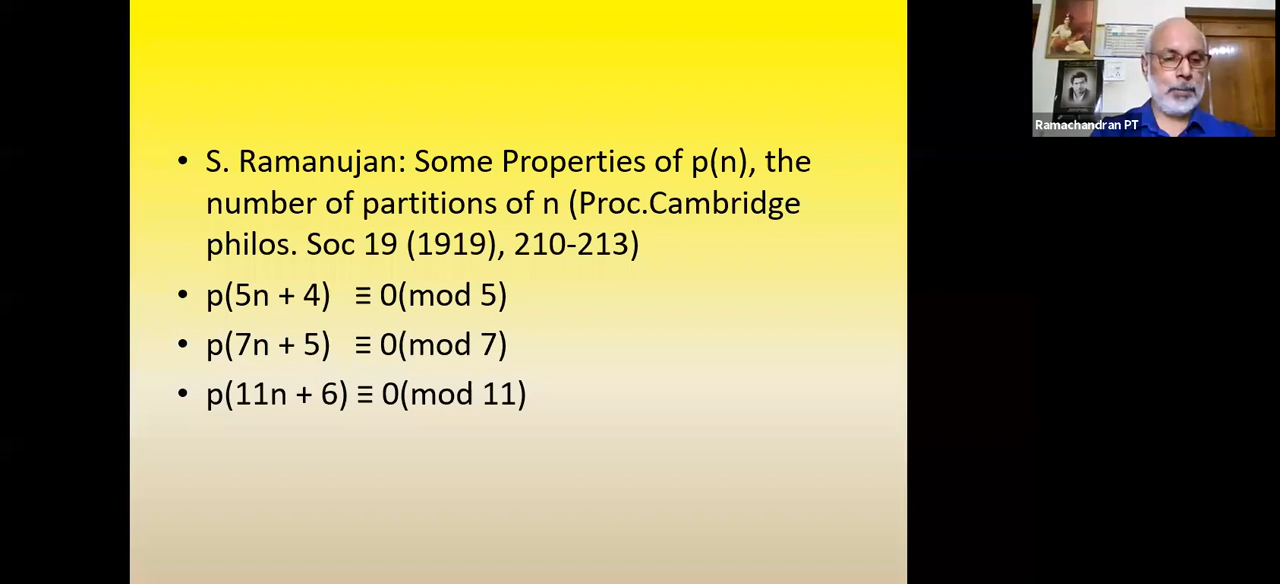 • S. Ramanujan: Some Properties of p(n), the
number of partitions of n (Proc.Cambridge
philos. Soc 19 (1919), 210-213)
• p(5n + 4) ≡ 0(mod 5)
• p(7n + 5) ≡ 0(mod 7)
• p(11n + 6) ≡ 0(mod 11)
Ramachandran PT